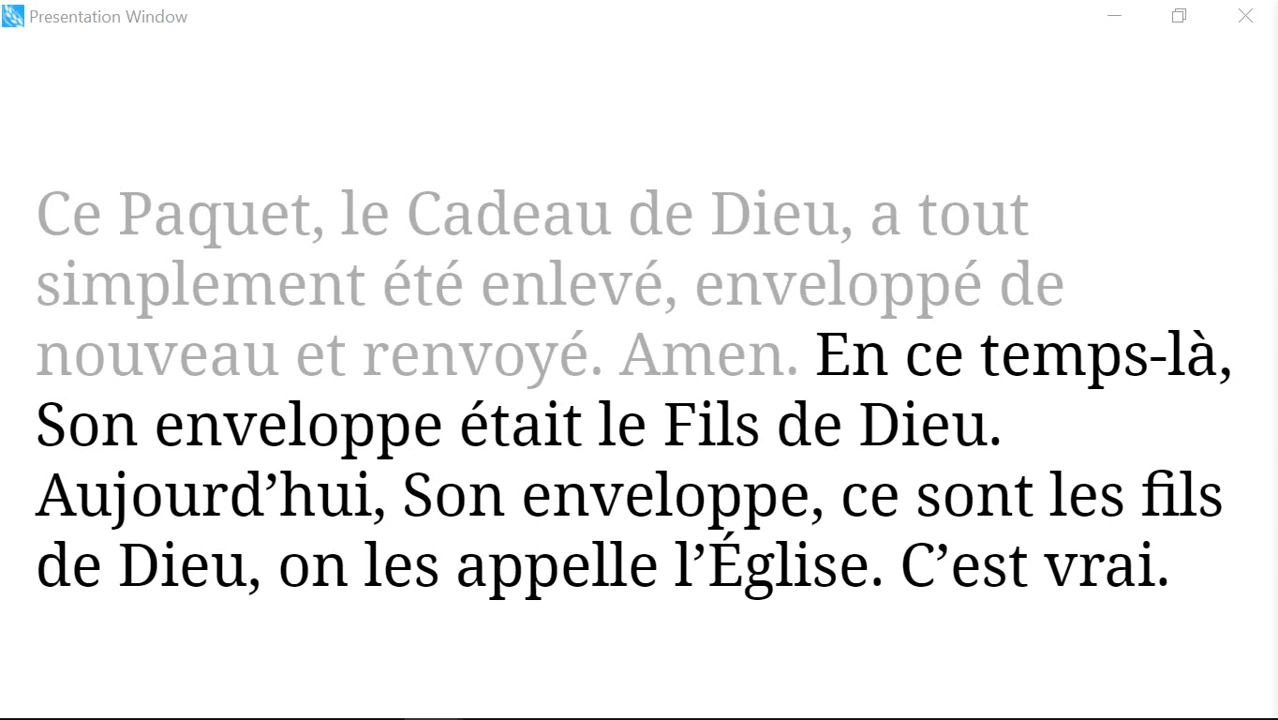 Presentation Window
Ce Paquet, le Cadeau de Dieu, a tout
simplement été enlevé, enveloppé de
nouveau et renvoyé. Amen. En ce temps-là,
Son enveloppe était le Fils de Dieu.
Aujourd’hui, Son enveloppe, ce sont les fils
de Dieu, on les appelle l’Église. C’est vrai.